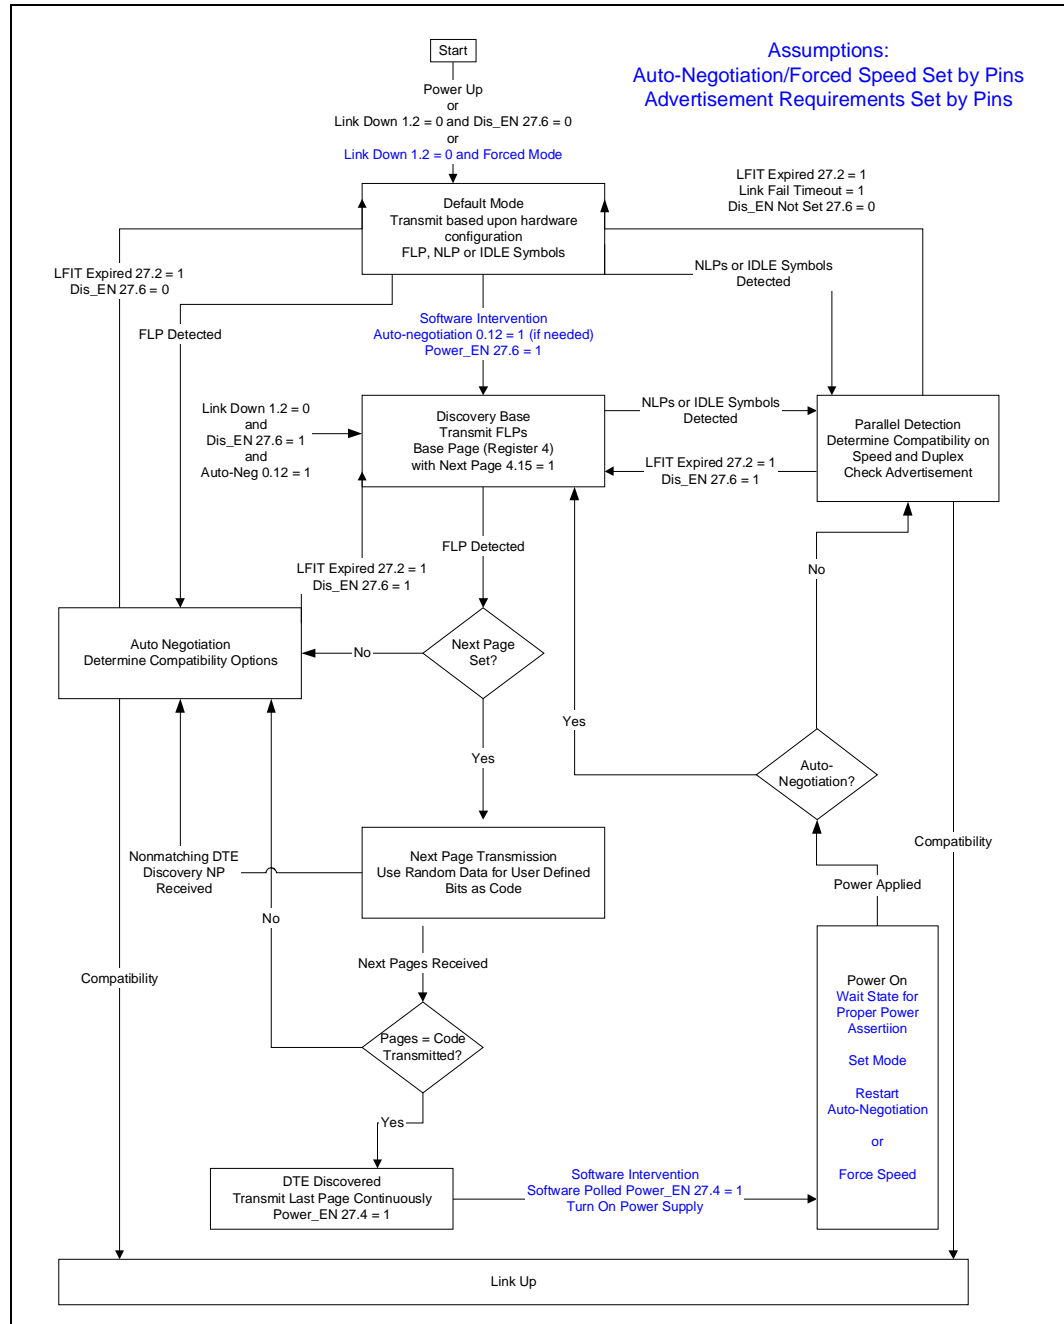 Start
Assumptions:
Auto-Negotiation/Forced Speed Set by Pins
Advertisement Requirements Set by Pins
Power Up
or
Link Down 1.2 = 0 and Dis_EN 27.6 = 0
or
Link Down 1.2 = 0 and Forced Mode
LFIT Expired 27.2 = 1
Link Fail Timeout = 1
Dis_EN Not Set 27.6 = 0
Default Mode
Transmit based upon hardware
configuration
FLP, NLP or IDLE Symbols
LFIT Expired 27.2 = 1
Dis_EN 27.6 = 0
NLPs or IDLE Symbols
Detected
FLP Detected
Software Intervention
Auto-negotiation 0.12 = 1 (if needed)
Power_EN 27.6 = 1
Link Down 1.2 = 0
and
Dis_EN 27.6 = 1
and
Auto-Neg 0.12 = 1
Discovery Base
Transmit FLPs
Base Page (Register 4)
with Next Page 4.15 = 1
NLPs or IDLE Symbols
Detected
LFIT Expired 27.2 = 1
Dis_EN 27.6 = 1
Parallel Detection
Determine Compatibility on
Speed and Duplex
Check Advertisement
FLP Detected
LFIT Expired 27.2 = 1
Dis_EN 27.6 = 1
No
Auto Negotiation
Determine Compatibility Options
No
Next Page
Set?
Yes
Yes
Auto-
Negotiation?
Nonmatching DTE
Discovery NP
Received
Next Page Transmission
Use Random Data for User Defined
Bits as Code
Compatibility
Power Applied
No
Next Pages Received
Compatibility
Pages = Code
Transmitted?
Power On
Wait State for
Proper Power
Assertiion
Set Mode
Restart
Auto-Negotiation
or
Force Speed
Yes
DTE Discovered
Transmit Last Page Continuously
Power_EN 27.4 = 1
Software Intervention
Software Polled Power_EN 27.4 = 1
Turn On Power Supply
Link Up